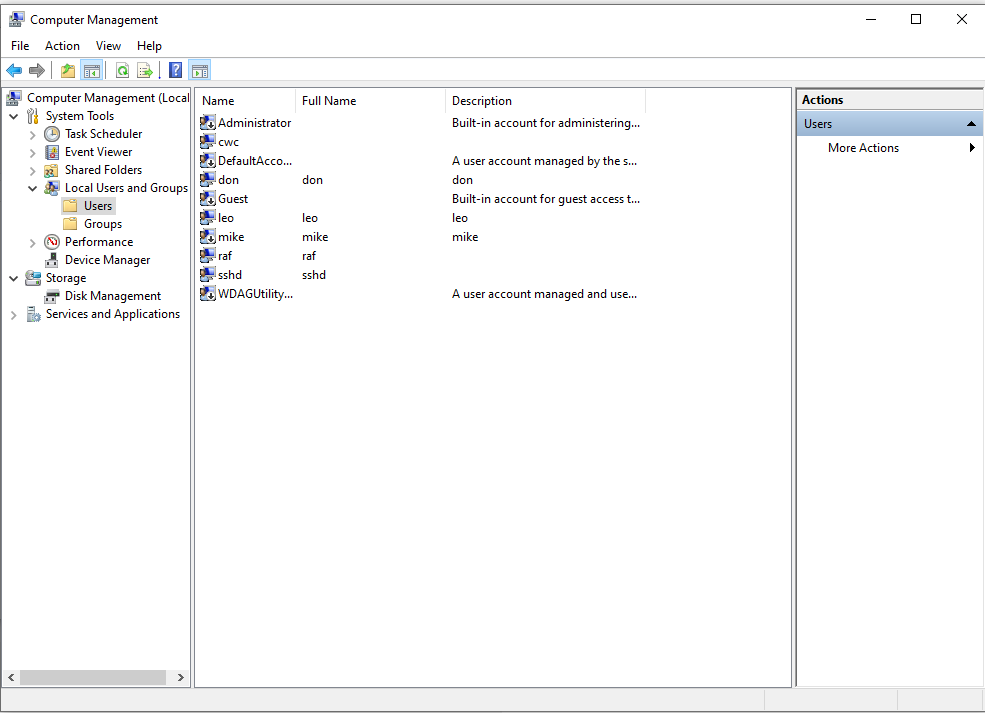 Computer Management
File Action View Help
Computer Management (Local
System Tools
Task Scheduler
Event Viewer
Shared Folders
Local Users and Groups
Users
Groups
Performance
Device Manager
Storage
Disk Management
Services and Applications
Name Full Name Description
Administrator Built-in account for administering...
cwc
DefaultAcco... A user account managed by the s...
don don don
Guest Built-in account for guest access t...
leo leo leo
mike mike mike
raf raf
sshd sshd
WDAGUtility... A user account managed and use...
Actions
Users
More Actions